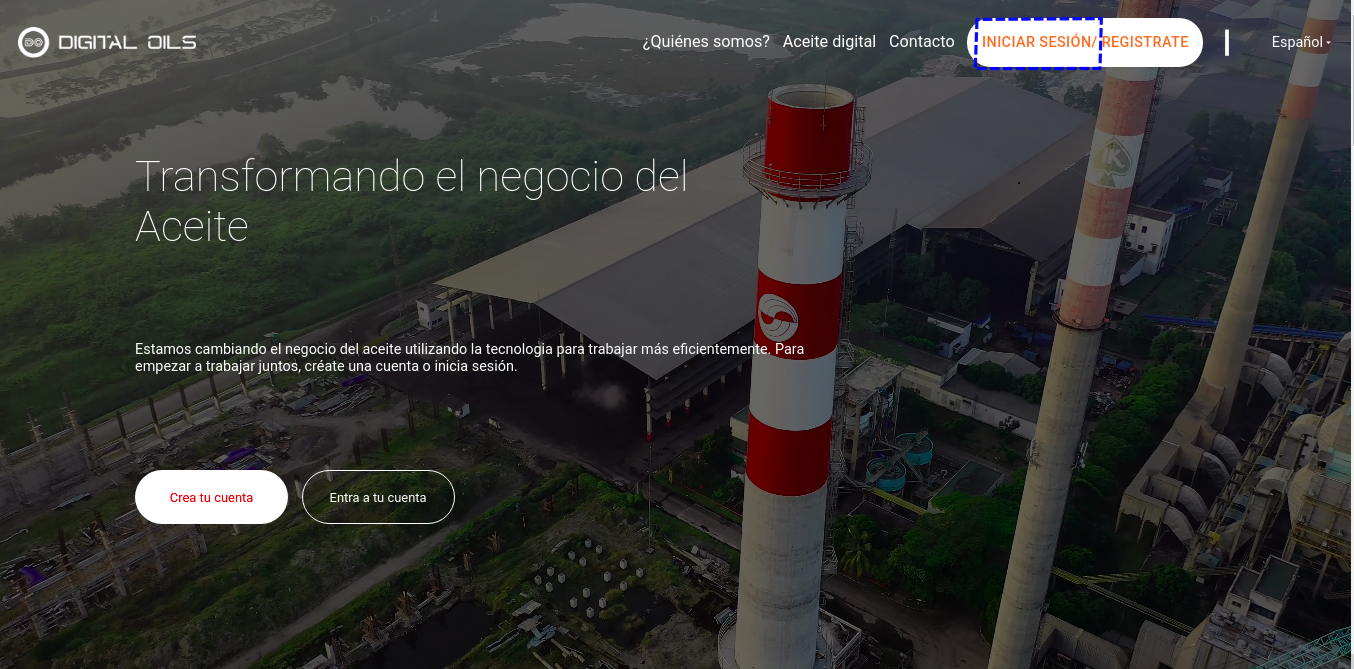 DO DIGITAL OILS
¿Quiénes somos? Aceite digital Contacto INICIAR SESIÓN/ REGISTRATE Español
Transformando el negocio del
Aceite
K
Estamos cambiando el negocio del aceite utilizando la tecnologia para trabajar más eficientemente. Para
empezar a trabajar juntos, créate una cuenta o inicia sesión.
Crea tu cuenta Entra a tu cuenta